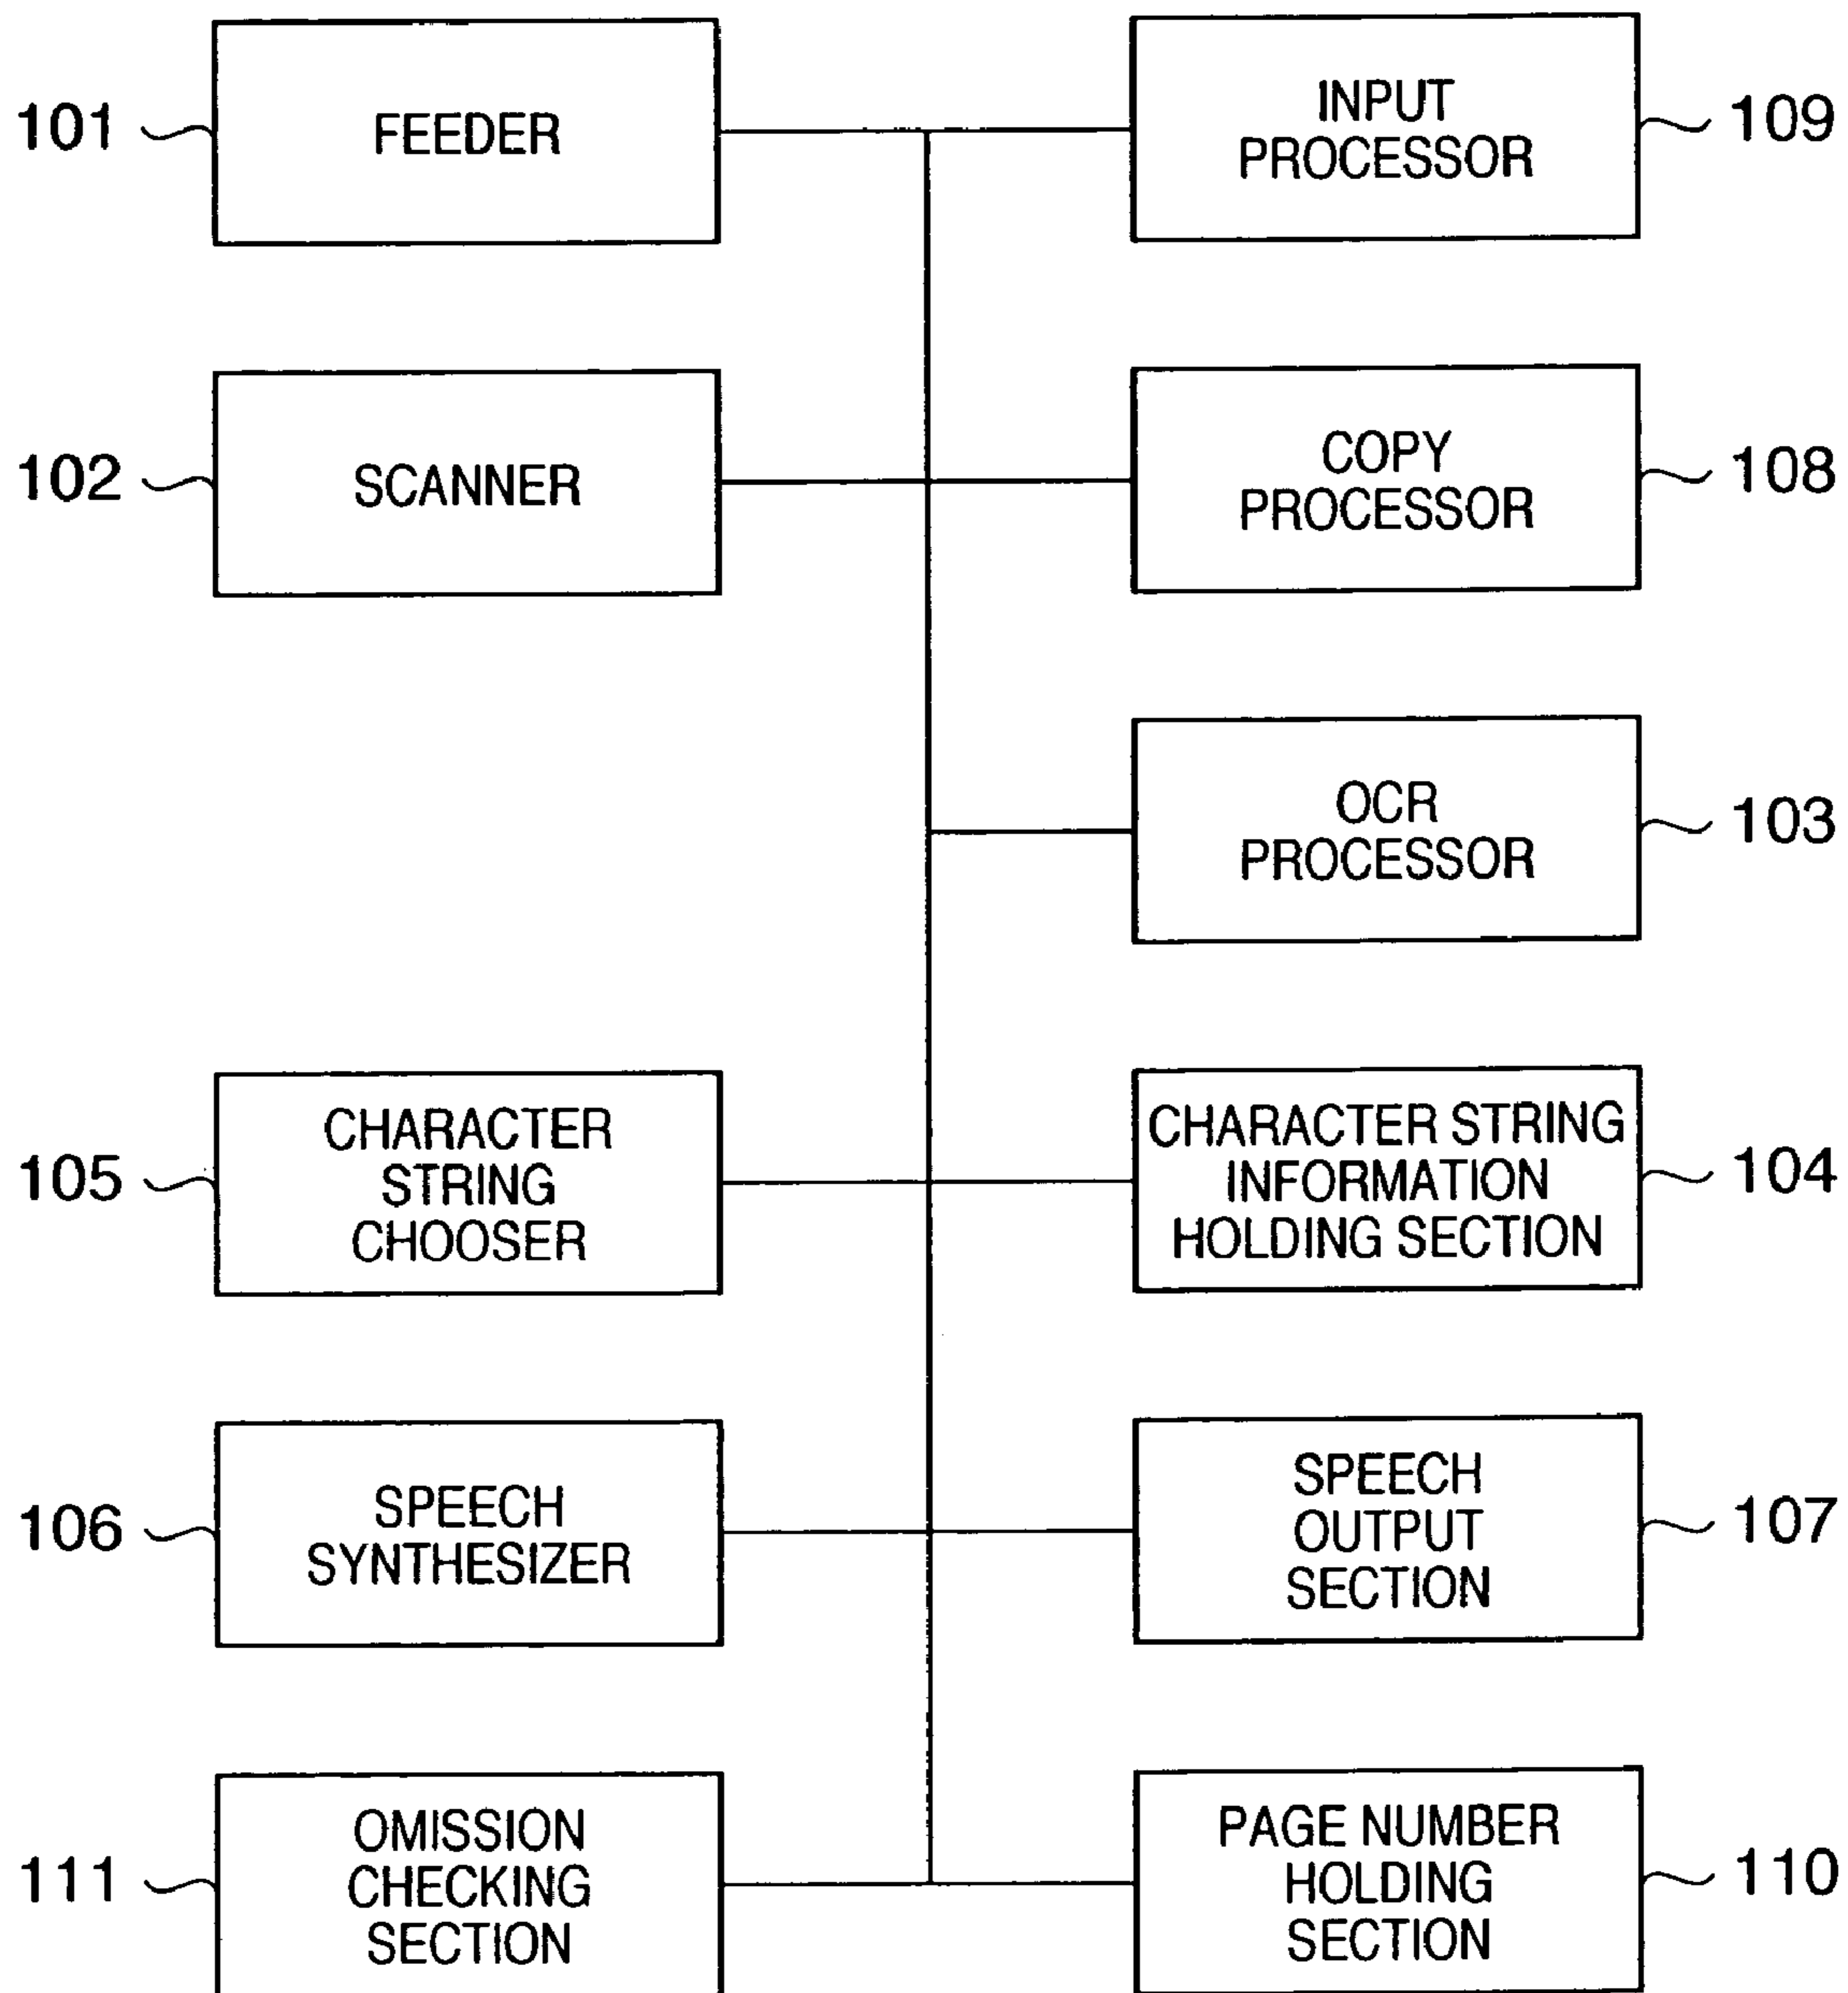 101
FEEDER
INPUT
PROCESSOR
109
102
SCANNER
COPY
PROCESSOR
108
OCR
PROCESSOR
103
105
CHARACTER
STRING
CHOOSER
CHARACTER STRING
INFORMATION
HOLDING SECTION
104
106
SPEECH
SYNTHESIZER
SPEECH
OUTPUT
SECTION
107
111
OMISSION
CHECKING
SECTION
PAGE NUMBER
HOLDING
SECTION
110